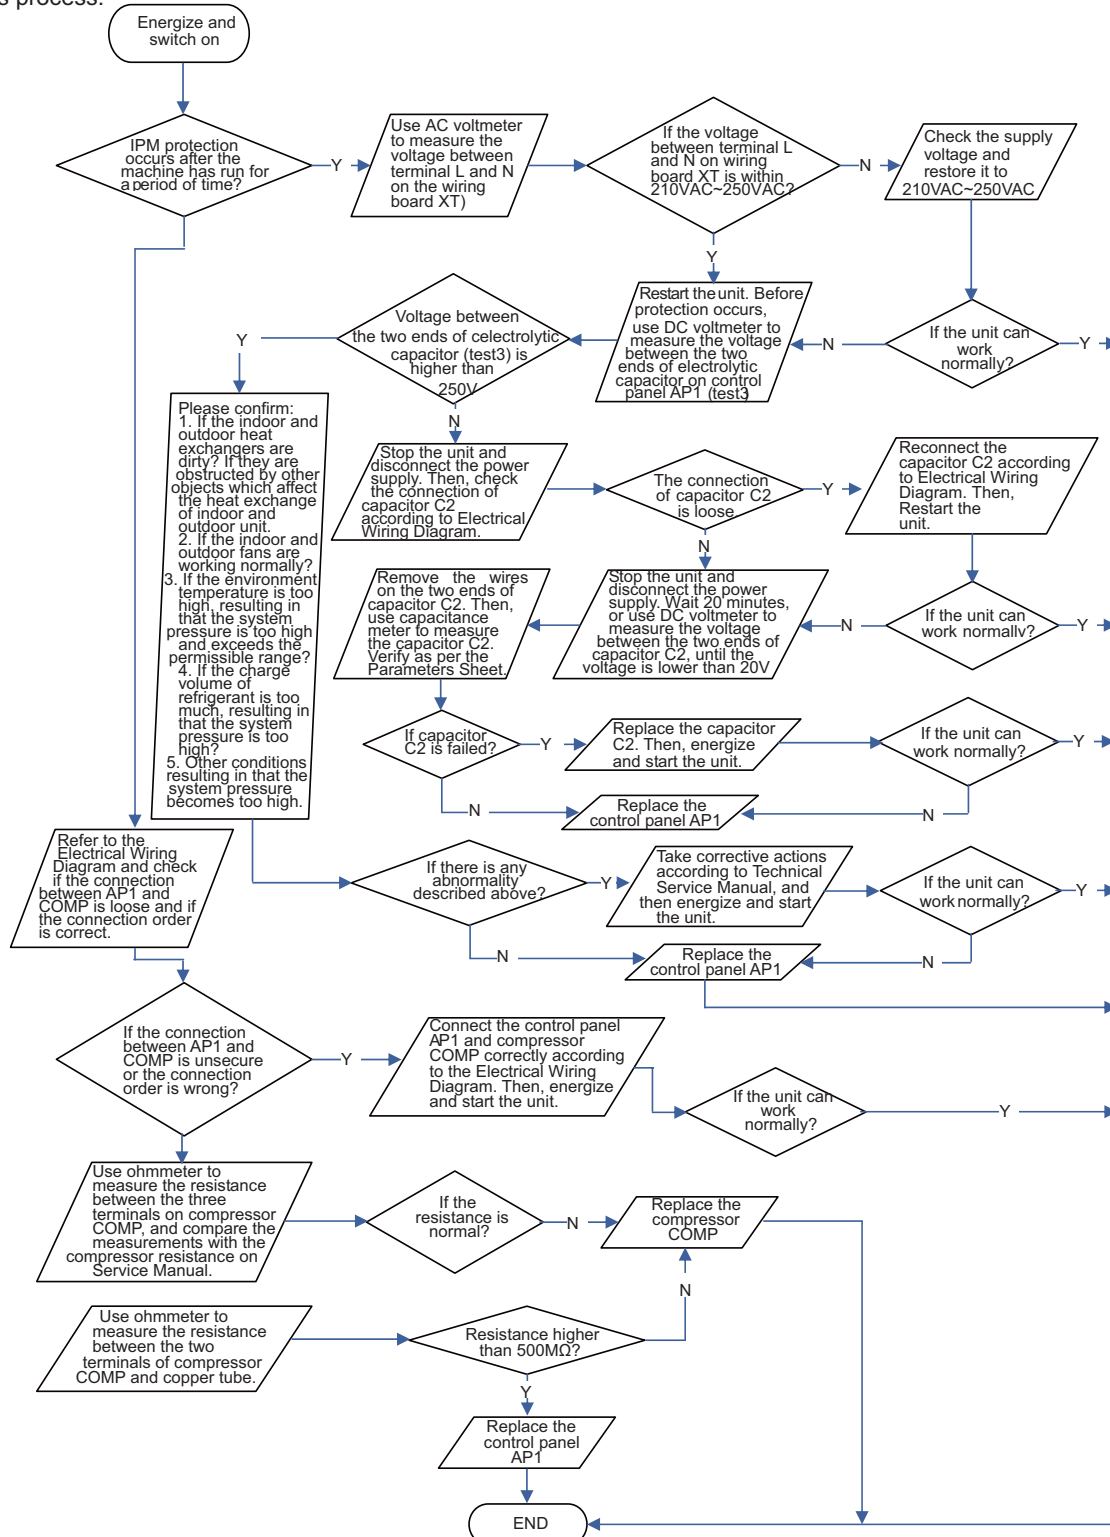 s process.
Energize and
switch on
IPM protection
occurs after the
machine has run for
a period of time?
Y
Use AC voltmeter
to measure the
voltage between
terminal L and N
on the wiring
board XT)
If the voltage
between terminal L
and N on wiring
board XT is within
210VAC~250VAC?
N
Check the supply
voltage and
restore it to
210VAC~250VAC
Y
Restart the unit. Before
protection occurs,
use DC voltmeter to
measure the voltage
between the two
ends of electrolytic
capacitor on control
panel AP1 (test3)
N
If the unit can
work
normally?
Y
Voltage between
the two ends of celectrolytic
capacitor (test3) is
higher than
250V
Y
N
Please confirm:
1. If the indoor and
outdoor heat
exchangers are
dirty? If they are
obstructed by other
objects which affect
the heat exchange
of indoor and
outdoor unit.
2. If the indoor and
outdoor fans are
working normally?
3. If the environment
temperature is too
high, resulting in
that the system
pressure is too high
and exceeds the
permissible range?
4. If the charge
volume of
refrigerant is too
much, resulting in
that the system
pressure is too
high?
5. Other conditions
resulting in that the
system pressure
becomes too high.
Stop the unit and
disconnect the power
supply. Then, check
the connection of
capacitor C2
according to Electrical
Wiring Diagram.
The connection
of capacitor C2
is loose
Y
Reconnect the
capacitor C2 according
to Electrical Wiring
Diagram. Then,
Restart the
unit.
N
Remove the wires
on the two ends of
capacitor C2. Then,
use capacitance
meter to measure
the capacitor C2.
Verify as per the
Parameters Sheet.
Stop the unit and
disconnect the power
supply. Wait 20 minutes,
or use DC voltmeter to
measure the voltage
between the two ends of
capacitor C2, until the
voltage is lower than 20V
N
If the unit can
work normally?
Y
If capacitor
C2 is failed?
Y
Replace the capacitor
C2. Then, energize
and start the unit.
If the unit can
work normally?
Y
N
Replace the
control panel AP1
N
Refer to the
Electrical Wiring
Diagram and check
if the connection
between AP1 and
COMP is loose and if
the connection order
is correct.
If there is any
abnormality
described above?
Y
Take corrective actions
according to Technical
Service Manual, and
then energize and start
the unit.
If the unit can
work normally?
Y
N
Replace the
control panel AP1
N
If the connection
between AP1 and
COMP is unsecure
or the connection
order is wrong?
Y
Connect the control panel
AP1 and compressor
COMP correctly according
to the Electrical Wiring
Diagram. Then, energize
and start the unit.
If the unit can
work
normally?
Y
Use ohmmeter to
measure the resistance
between the three
terminals on compressor
COMP, and compare the
measurements with the
compressor resistance on
Service Manual.
If the
resistance is
normal?
N
Replace the
compressor
COMP
N
Use ohmmeter to
measure the resistance
between the two
terminals of compressor
COMP and copper tube.
Resistance higher
than 500MΩ?
Y
Replace the
control panel
AP1
END